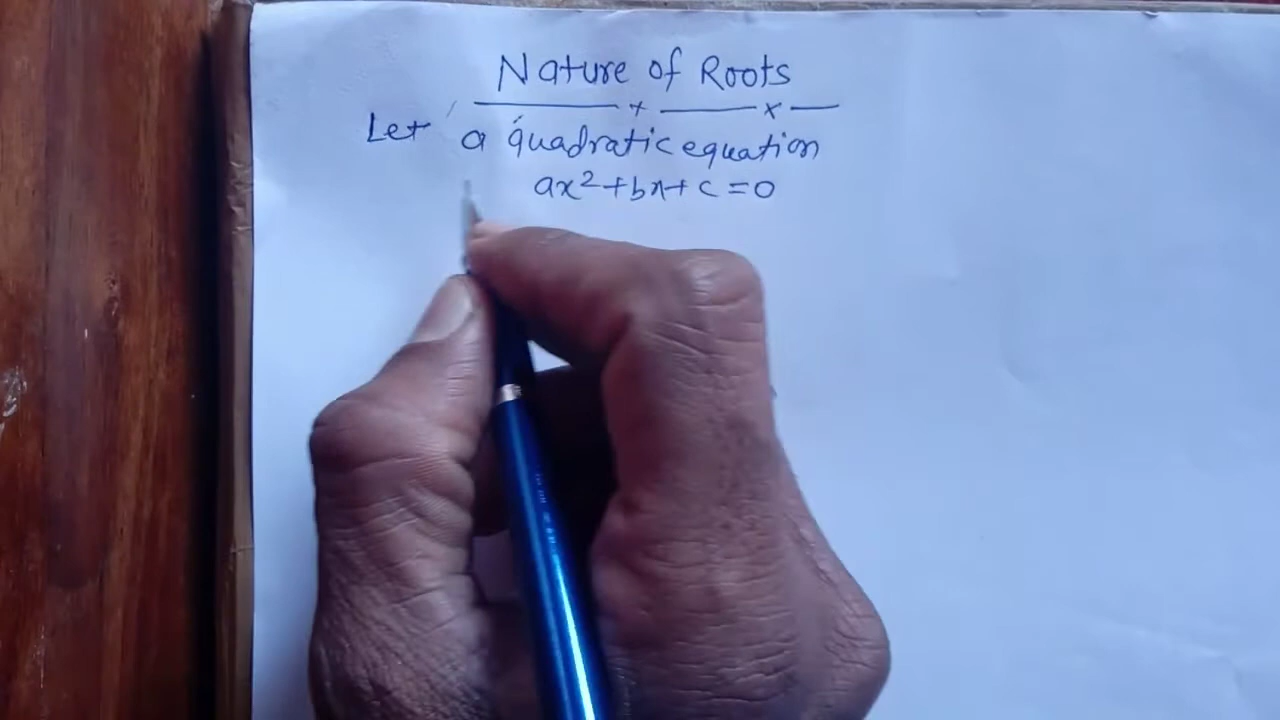 Nature of Roots
Let a quadratic equation
ax²+bx+c=0